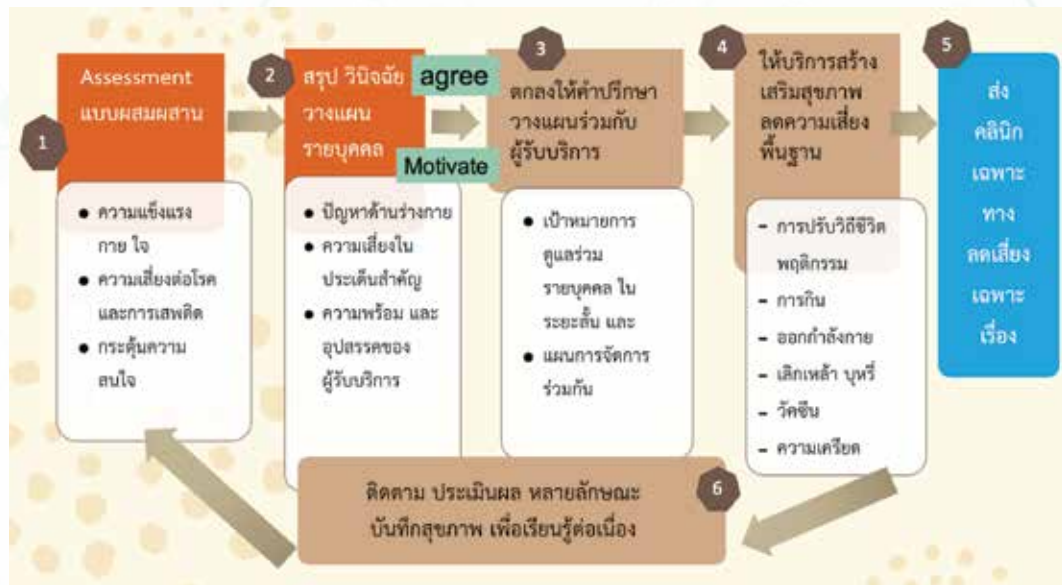 1
Assessment
แบบผสมผสาน
● ความแข็งแรง
กาย ใจ
● ความเสี่ยงต่อโรค
และการเสพติด
● กระตุ้นความ
สนใจ
2
สรุป วินิจฉัย
วางแผน
รายบุคคล
agree
Motivate
● ปัญหาด้านร่างกาย
● ความเสี่ยงใน
ประเด็นสำคัญ
● ความพร้อม และ
อุปสรรคของ
ผู้รับบริการ
3
ตกลงให้คำปรึกษา
วางแผนร่วมกับ
ผู้รับบริการ
● เป้าหมายการ
ดูแลร่วม
รายบุคคล ใน
ระยะสั้น และ
● แผนการจัดการ
ร่วมกัน
4
ให้บริการสร้าง
เสริมสุขภาพ
ลดความเสี่ยง
พื้นฐาน
- การปรับวิถีชีวิต
พฤติกรรม
- การกิน
- ออกกำลังกาย
- เลิกเหล้า บุหรี่
- วัคซีน
- ความเครียด
5
ส่ง
คลินิก
เฉพาะ
ทาง
ลดเสี่ยง
เฉพาะ
เรื่อง
6
ติดตาม ประเมินผล หลายลักษณะ
บันทึกสุขภาพ เพื่อเรียนรู้ต่อเนื่อง